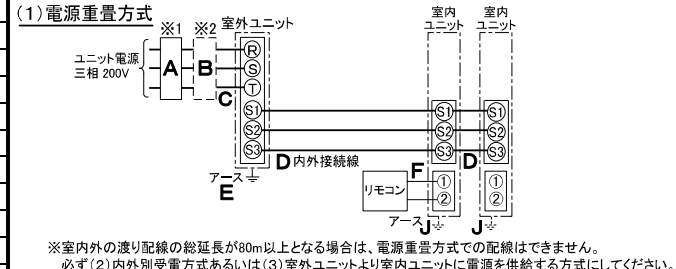 (1)電源重畳方式
※1
※2
室外ユニット
室内
ユニット
室内
ユニット
ユニット電源
三相 200V
A
B
C
R
S
T
S1
S2
S3
S1
S2
S3
S1
S2
S3
D 内外接続線
D
アース
E
F
リモコン
①
②
①
②
アース
J
J
※室内外の渡り配線の総延長が80m以上となる場合は、電源重畳方式での配線はできません。
必ず(2)内外別受電方式あるいは(3)室外ユニットより室内ユニットに電源を供給する方式にしてください。